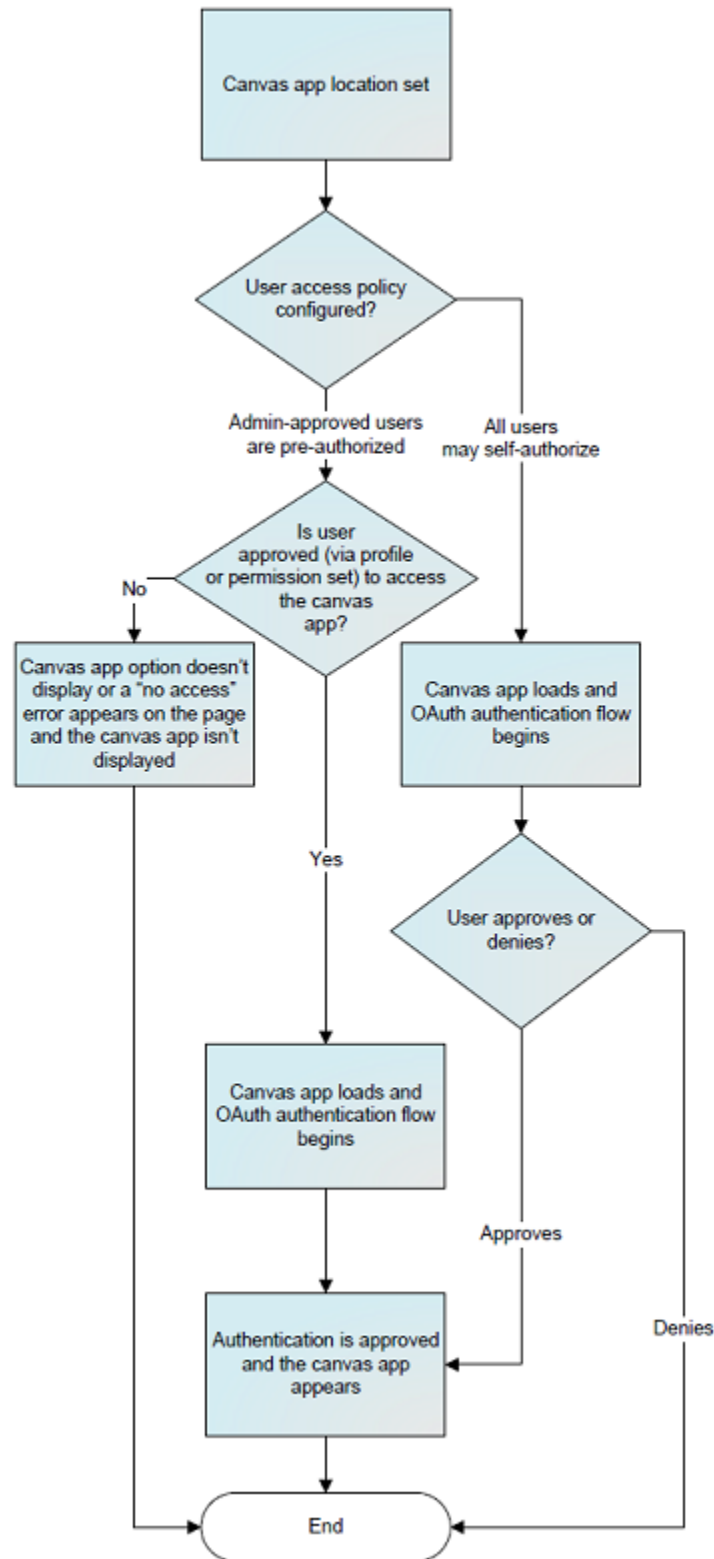 Canvas app location set
User access policy
configured?
Admin-approved users
are pre-authorized
All users
may self-authorize
Is user
approved (via profile
or permission set) to access
the canvas
app?
No
Canvas app option doesn't
display or a “no access”
error appears on the page
and the canvas app isn't
displayed
Canvas app loads and
OAuth authentication flow
begins
Yes
User approves or
denies?
Canvas app loads and
OAuth authentication flow
begins
Approves
Denies
Authentication is approved
and the canvas app
appears
End